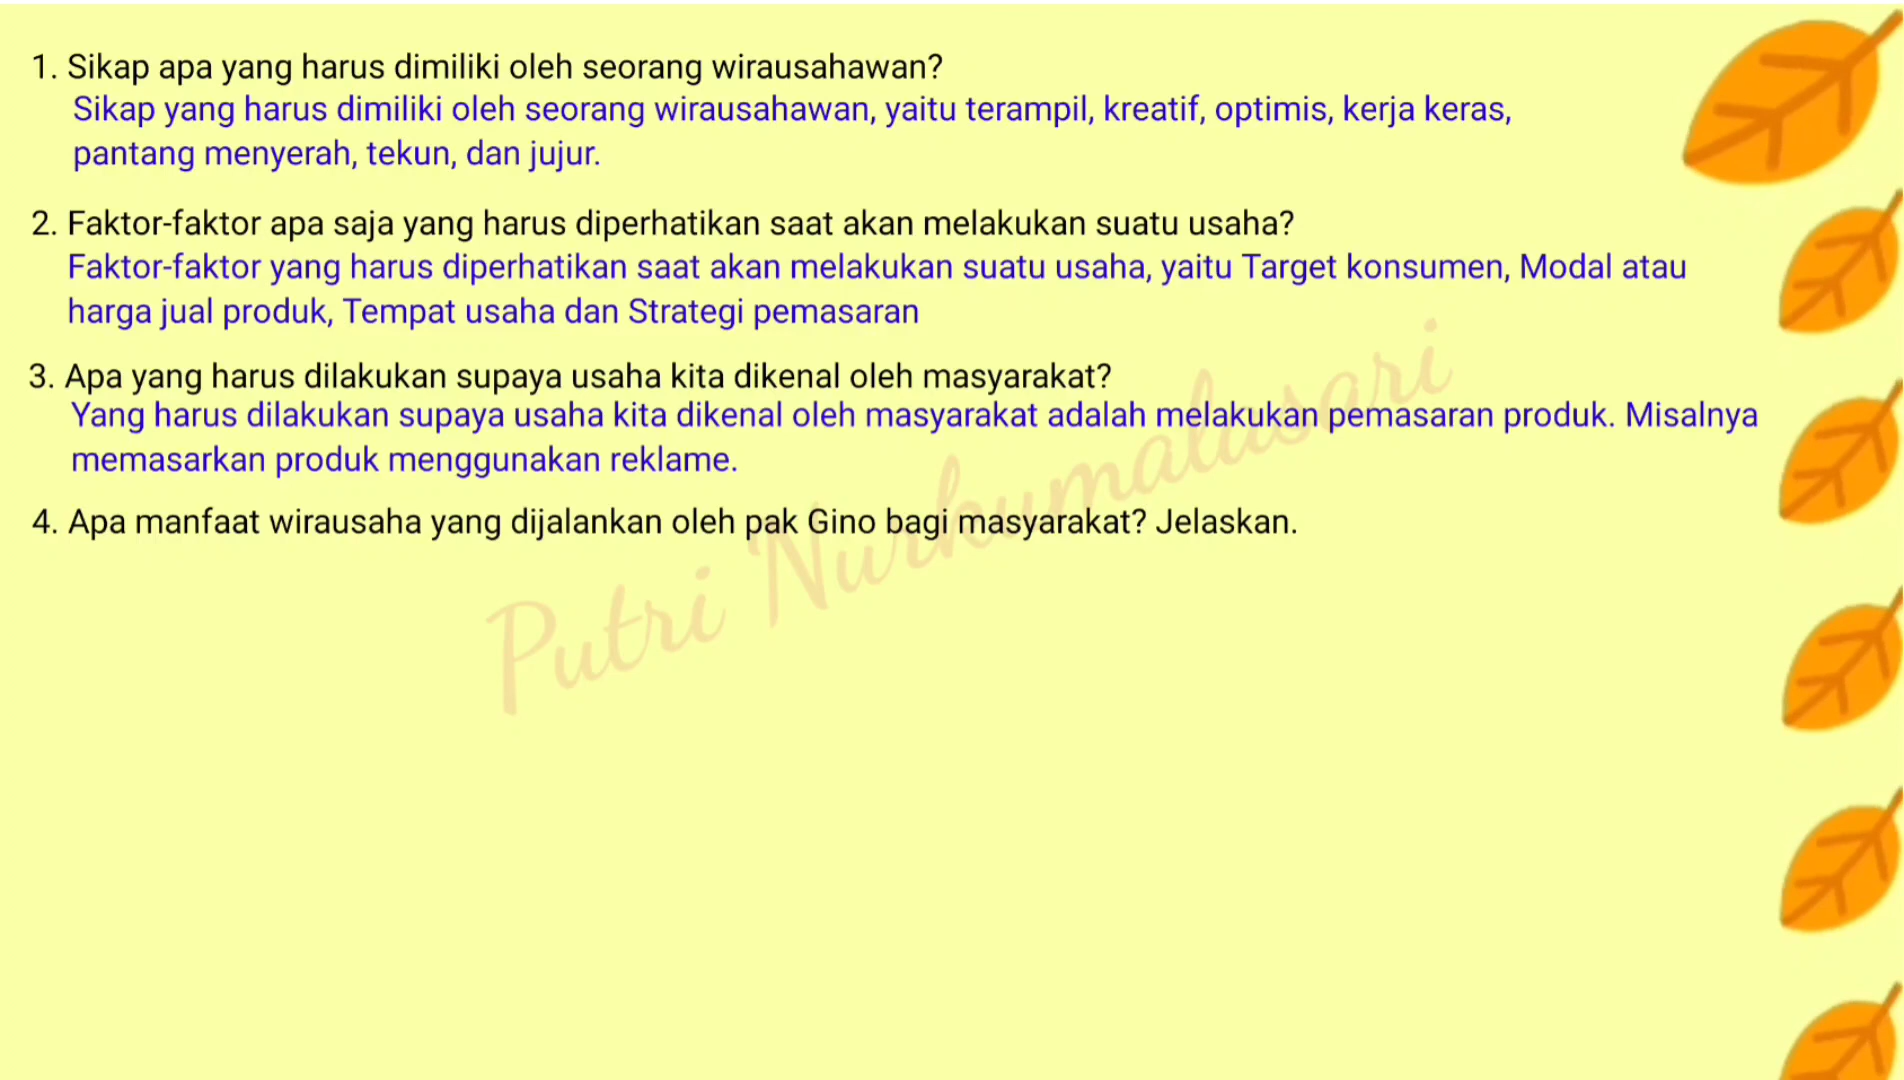 1. Sikap apa yang harus dimiliki oleh seorang wirausahawan?
Sikap yang harus dimiliki oleh seorang wirausahawan, yaitu terampil, kreatif, optimis, kerja keras,
pantang menyerah, tekun, dan jujur.
2. Faktor-faktor apa saja yang harus diperhatikan saat akan melakukan suatu usaha?
Faktor-faktor yang harus diperhatikan saat akan melakukan suatu usaha, yaitu Target konsumen, Modal atau
harga jual produk, Tempat usaha dan Strategi pemasaran
3. Apa yang harus dilakukan supaya usaha kita dikenal oleh masyarakat?
Yang harus dilakukan supaya usaha kita dikenal oleh masyarakat adalah melakukan pemasaran produk. Misalnya
memasarkan produk menggunakan reklame.
4. Apa manfaat wirausaha yang dijalankan oleh pak Gino bagi masyarakat? Jelaskan.
Putri Nurkumalasari